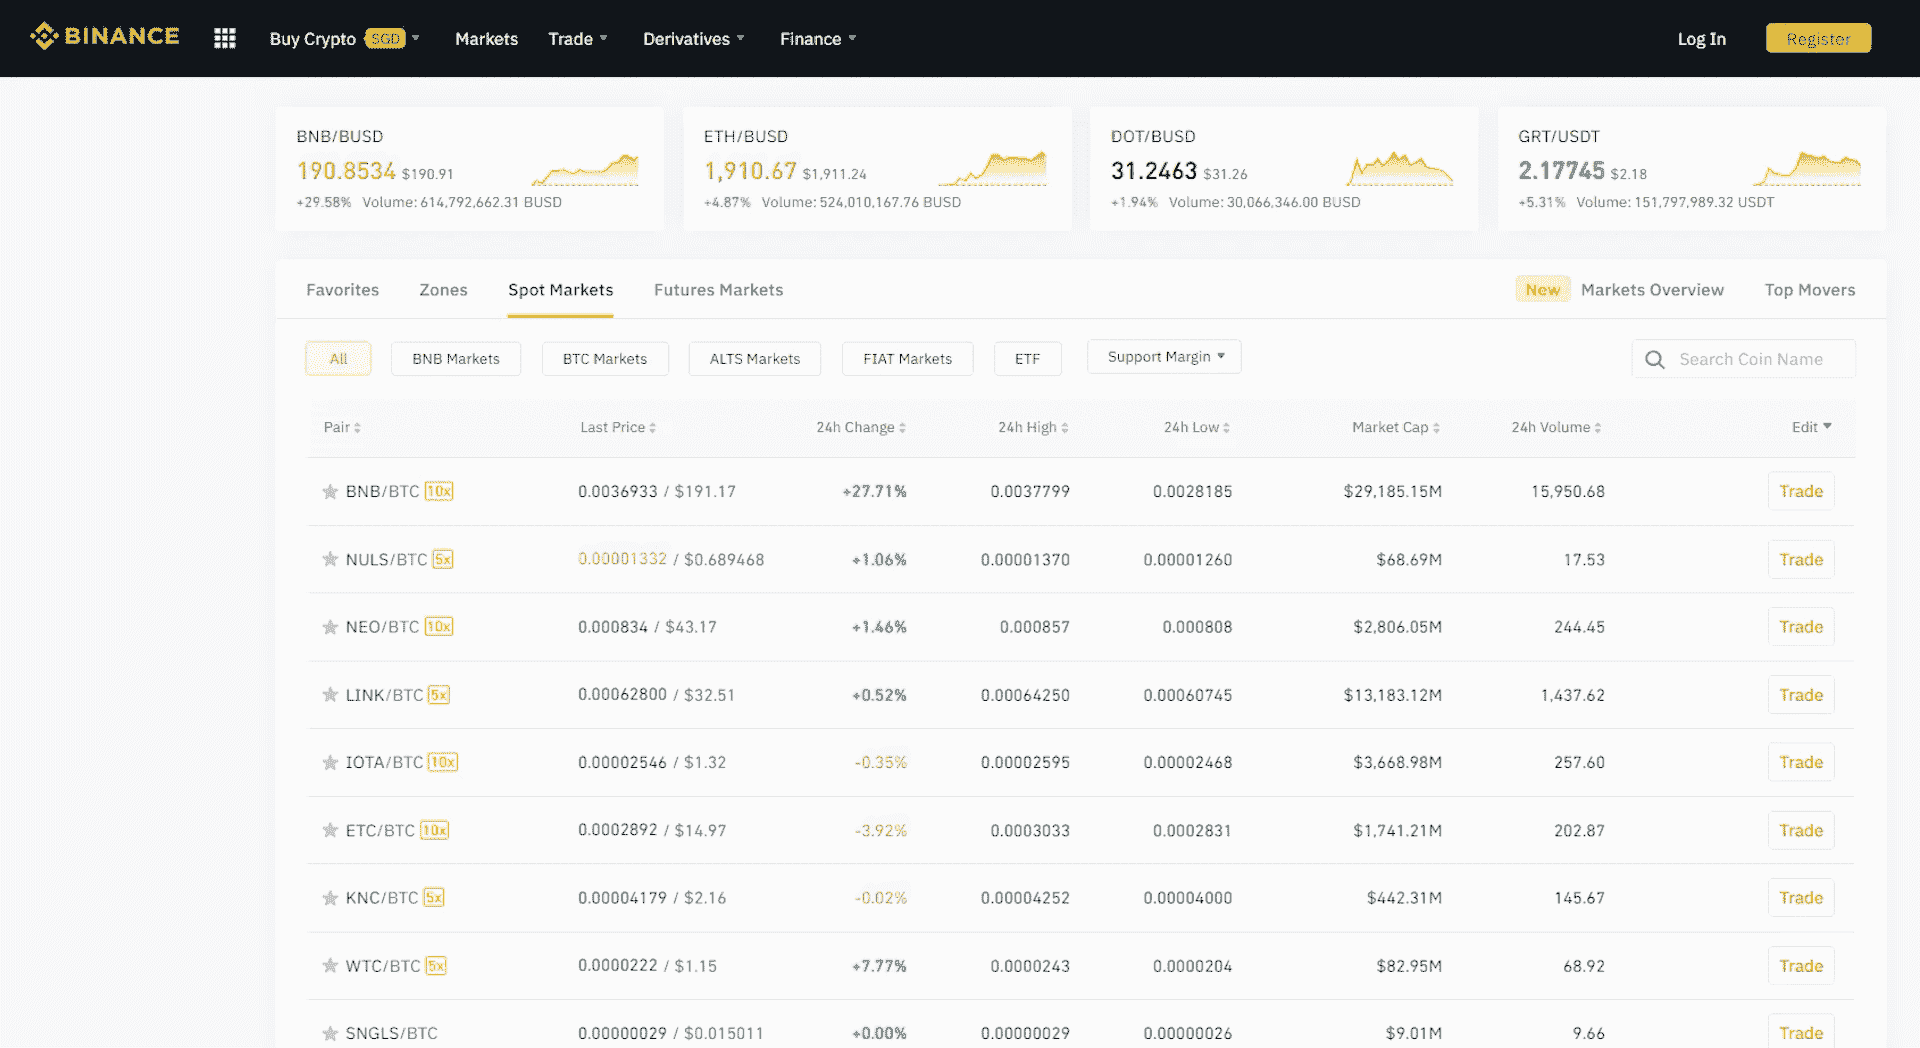 BINANCE Buy Crypto SGD Markets Trade Derivatives Finance Log In Register
BNB/BUSD ETH/BUSD DOT/BUSD GRT/USDT
190.8534 $190.91 1,910.67 $1,911.24 31.2463 $31.26 2.17745 $2.18
+29.58% Volume: 614,792,662.31 BUSD +4.87% Volume: 524,010,167.76 BUSD +1.94% Volume: 30,066,346.00 BUSD +5.31% Volume: 151,797,989.32 USDT
Favorites Zones Spot Markets Futures Markets New Markets Overview Top Movers
All BNB Markets BTC Markets ALTS Markets FIAT Markets ETF Support Margin Search Coin Name
Pair Last Price 24h Change 24h High 24h Low Market Cap 24h Volume Edit
BNB/BTC 10x 0.0036933 / $191.17 +27.71% 0.0037799 0.0028185 $29,185.15M 15,950.68 Trade
NULS/BTC 5x 0.00001332 / $0.689468 +1.06% 0.00001370 0.00001260 $68.69M 17.53 Trade
NEO/BTC 10x 0.000834 / $43.17 +1.46% 0.000857 0.000808 $2,806.05M 244.45 Trade
LINK/BTC 5x 0.00062800 / $32.51 +0.52% 0.00064250 0.00060745 $13,183.12M 1,437.62 Trade
IOTA/BTC 10x 0.00002546 / $1.32 -0.35% 0.00002595 0.00002468 $3,668.98M 257.60 Trade
ETC/BTC 10x 0.0002892 / $14.97 -3.92% 0.0003033 0.0002831 $1,741.21M 202.87 Trade
KNC/BTC 5x 0.00004179 / $2.16 -0.02% 0.00004252 0.00004000 $442.31M 145.67 Trade
WTC/BTC 5x 0.0000222 / $1.15 +7.77% 0.0000243 0.0000204 $82.95M 68.92 Trade
SNGLS/BTC 0.00000029 / $0.015011 +0.00% 0.00000029 0.00000026 $9.01M 9.66 Trade